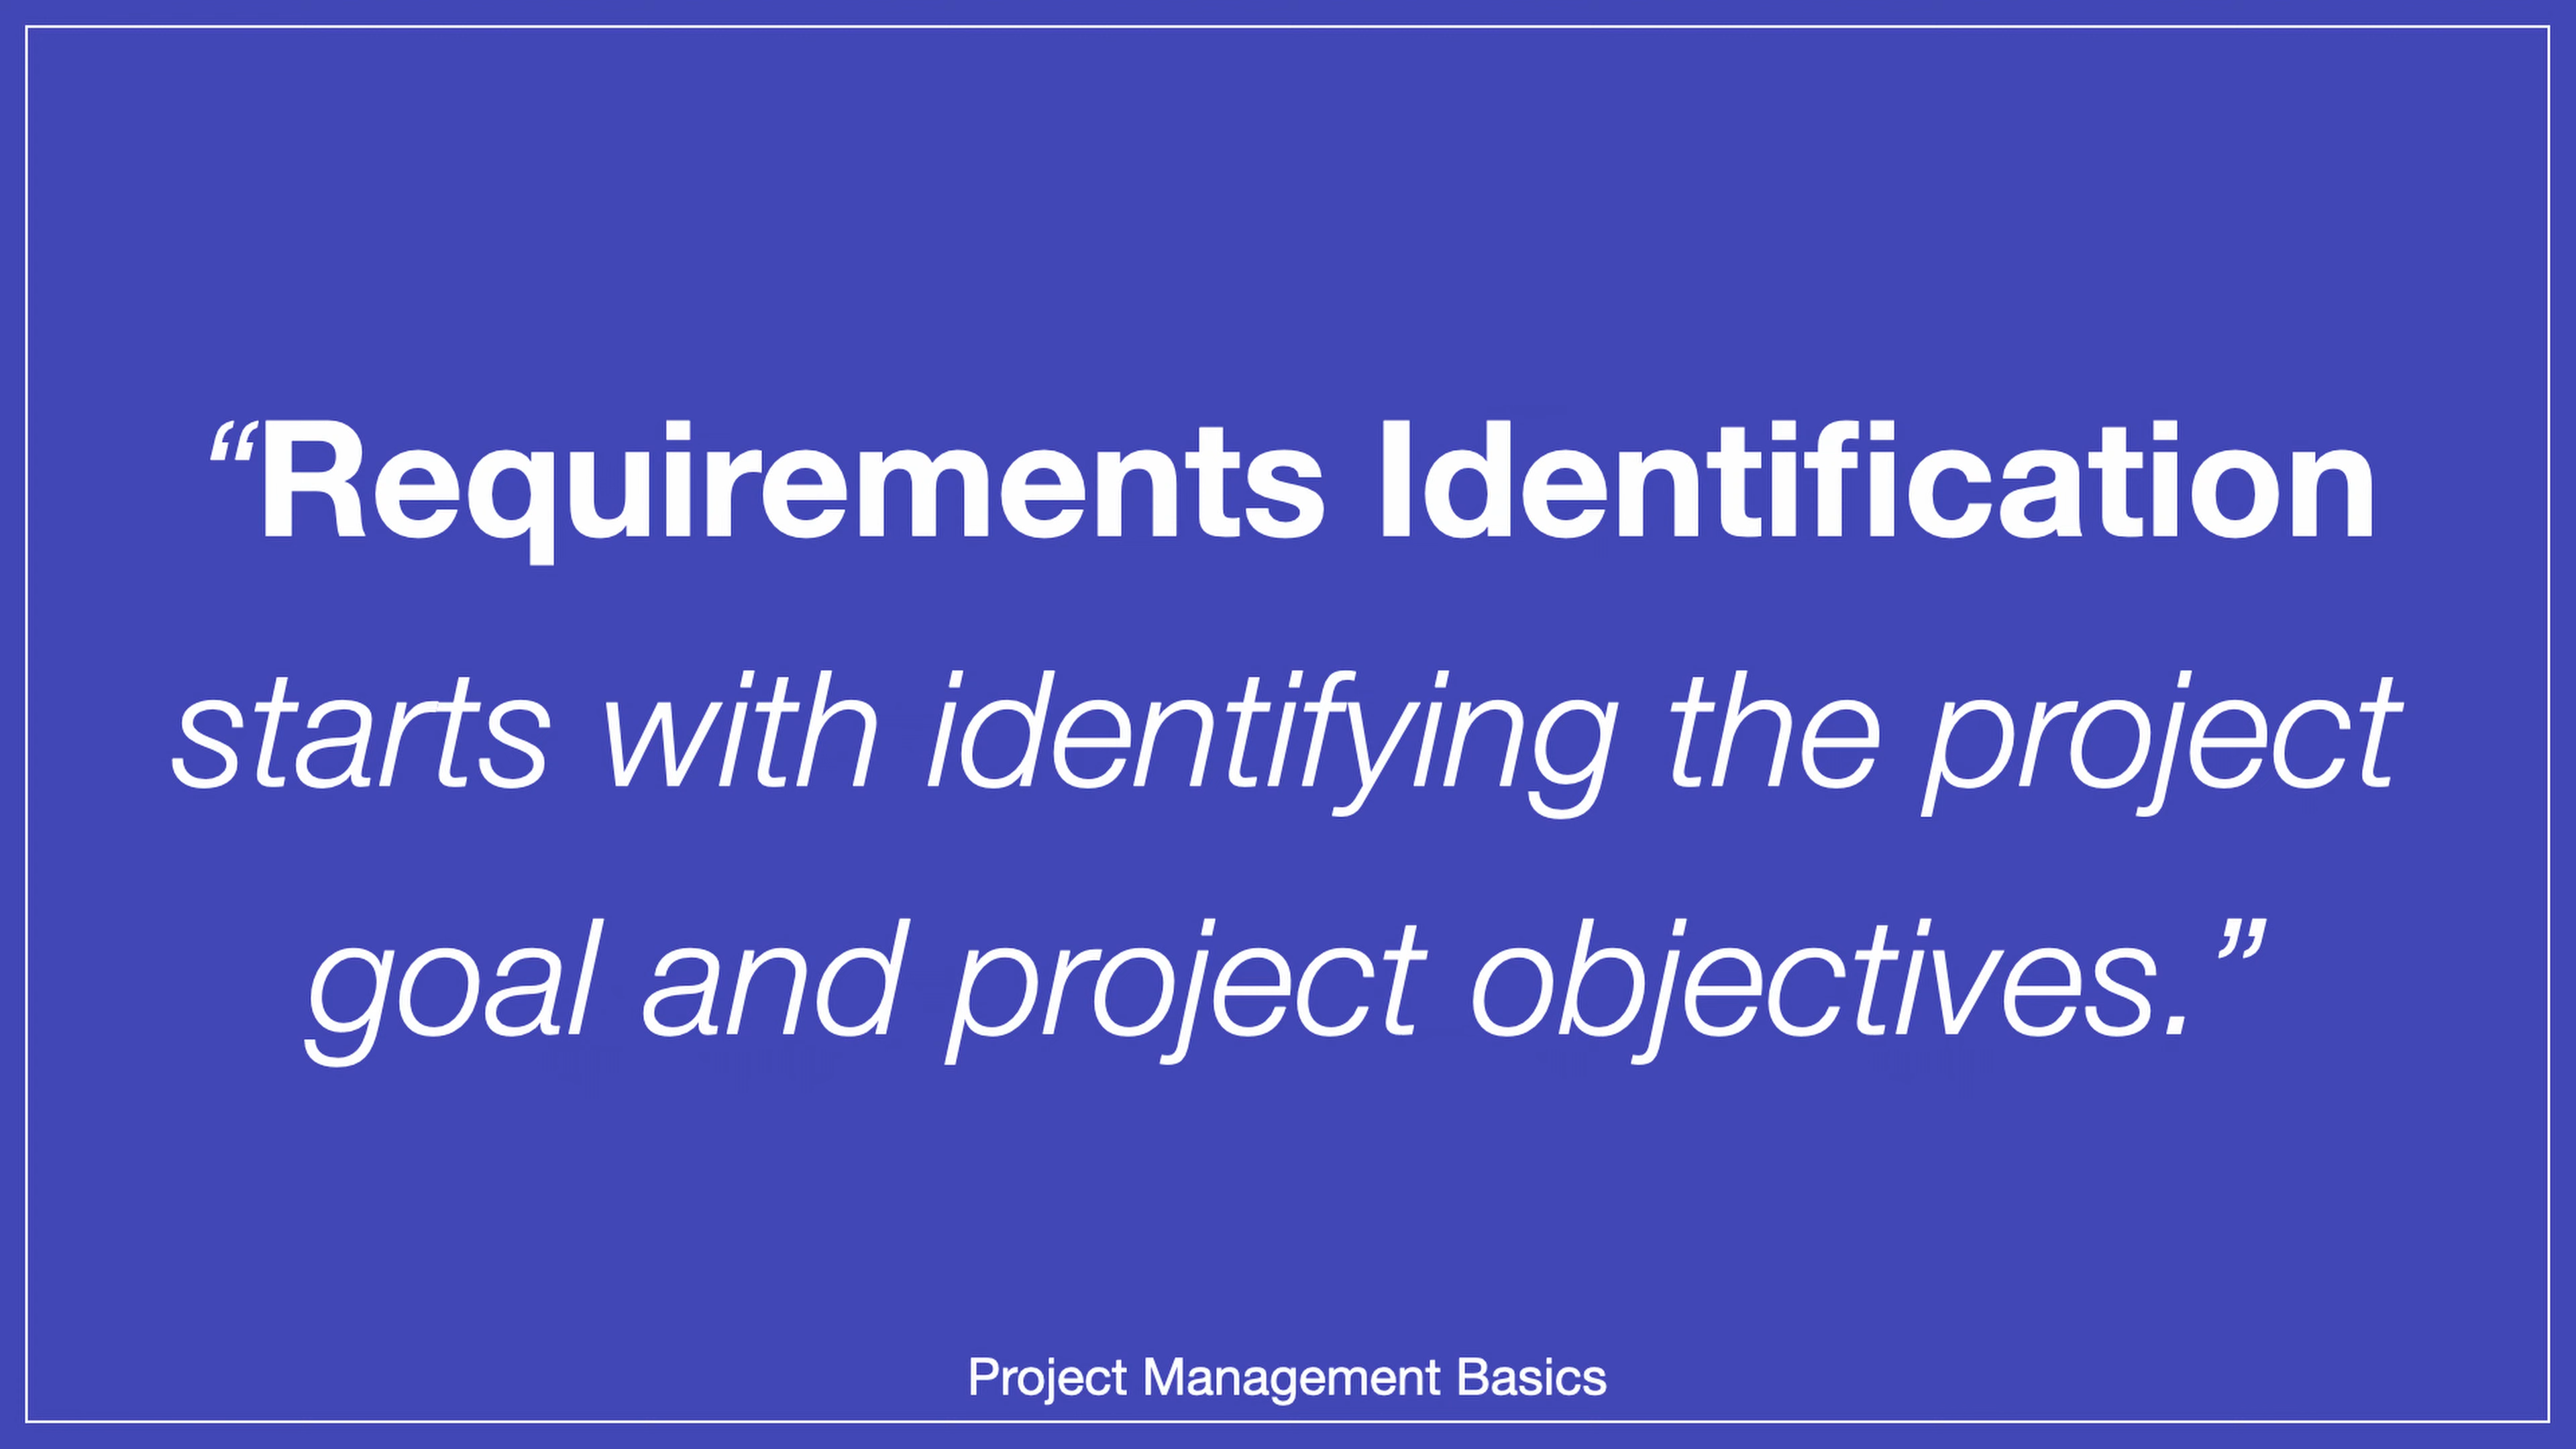 “Requirements Identification
starts with identifying the project
goal and project objectives.”
Project Management Basics